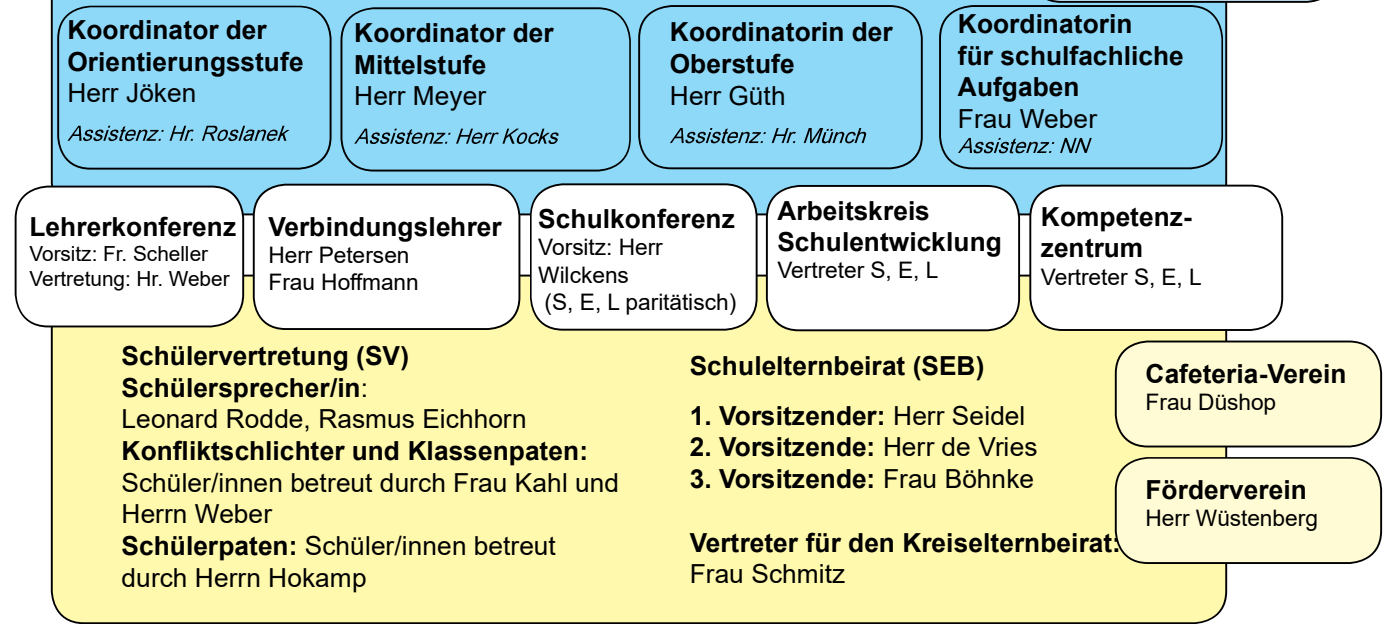 Koordinator der
Orientierungsstufe
Herr Jöken
Assistenz: Hr. Roslanek
Koordinator der
Mittelstufe
Herr Meyer
Assistenz: Herr Kocks
Koordinatorin der
Oberstufe
Herr Güth
Assistenz: Hr. Münch
Koordinatorin
für schulfachliche
Aufgaben
Frau Weber
Assistenz: NN
Lehrerkonferenz
Vorsitz: Fr. Scheller
Vertretung: Hr. Weber
Verbindungslehrer
Herr Petersen
Frau Hoffmann
Schulkonferenz
Vorsitz: Herr
Wilckens
(S, E, L paritätisch)
Arbeitskreis
Schulentwicklung
Vertreter S, E, L
Kompetenz-
zentrum
Vertreter S, E, L
Schülervertretung (SV)
Schülersprecher/in:
Leonard Rodde, Rasmus Eichhorn
Konfliktschlichter und Klassenpaten:
Schüler/innen betreut durch Frau Kahl und
Herrn Weber
Schülerpaten: Schüler/innen betreut
durch Herrn Hokamp
Schulelternbeirat (SEB)
1. Vorsitzender: Herr Seidel
2. Vorsitzende: Herr de Vries
3. Vorsitzende: Frau Böhnke
Vertreter für den Kreiselternbeirat:
Frau Schmitz
Cafeteria-Verein
Frau Düshop
Förderverein
Herr Wüstenberg